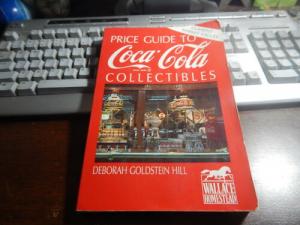 PRICE GUIDE TO
Coca-Cola
COLLECTIBLES
DEBORAH GOLDSTEIN HILL
WALLACE
HOMESTEAD